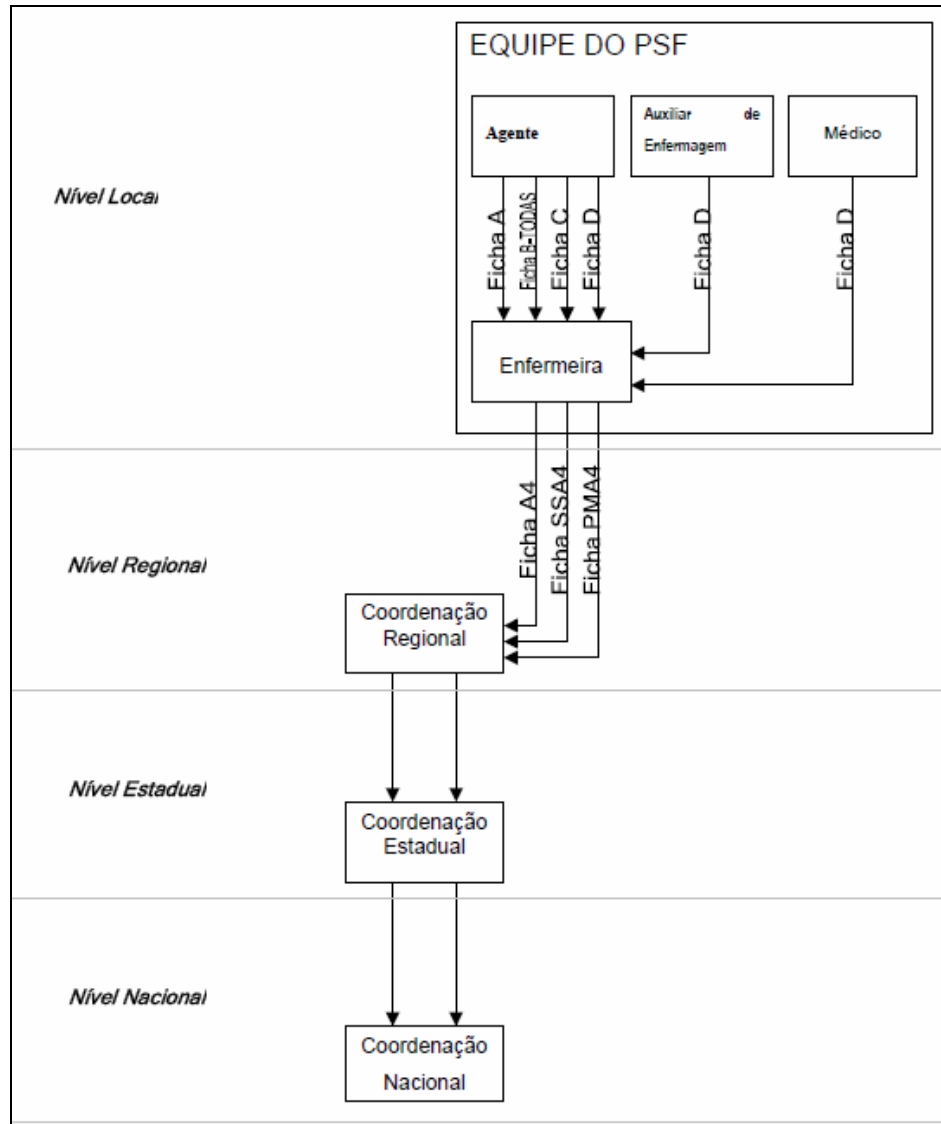 EQUIPE DO PSF
Agente
Auxiliar de
Enfermagem
Médico
Nível Local
Ficha A
Ficha B-TODAS
Ficha C
Ficha D
Ficha D
Ficha D
Enfermeira
Ficha A4
Ficha SSA4
Ficha PMA4
Nível Regional
Coordenação
Regional
Nível Estadual
Coordenação
Estadual
Nível Nacional
Coordenação
Nacional